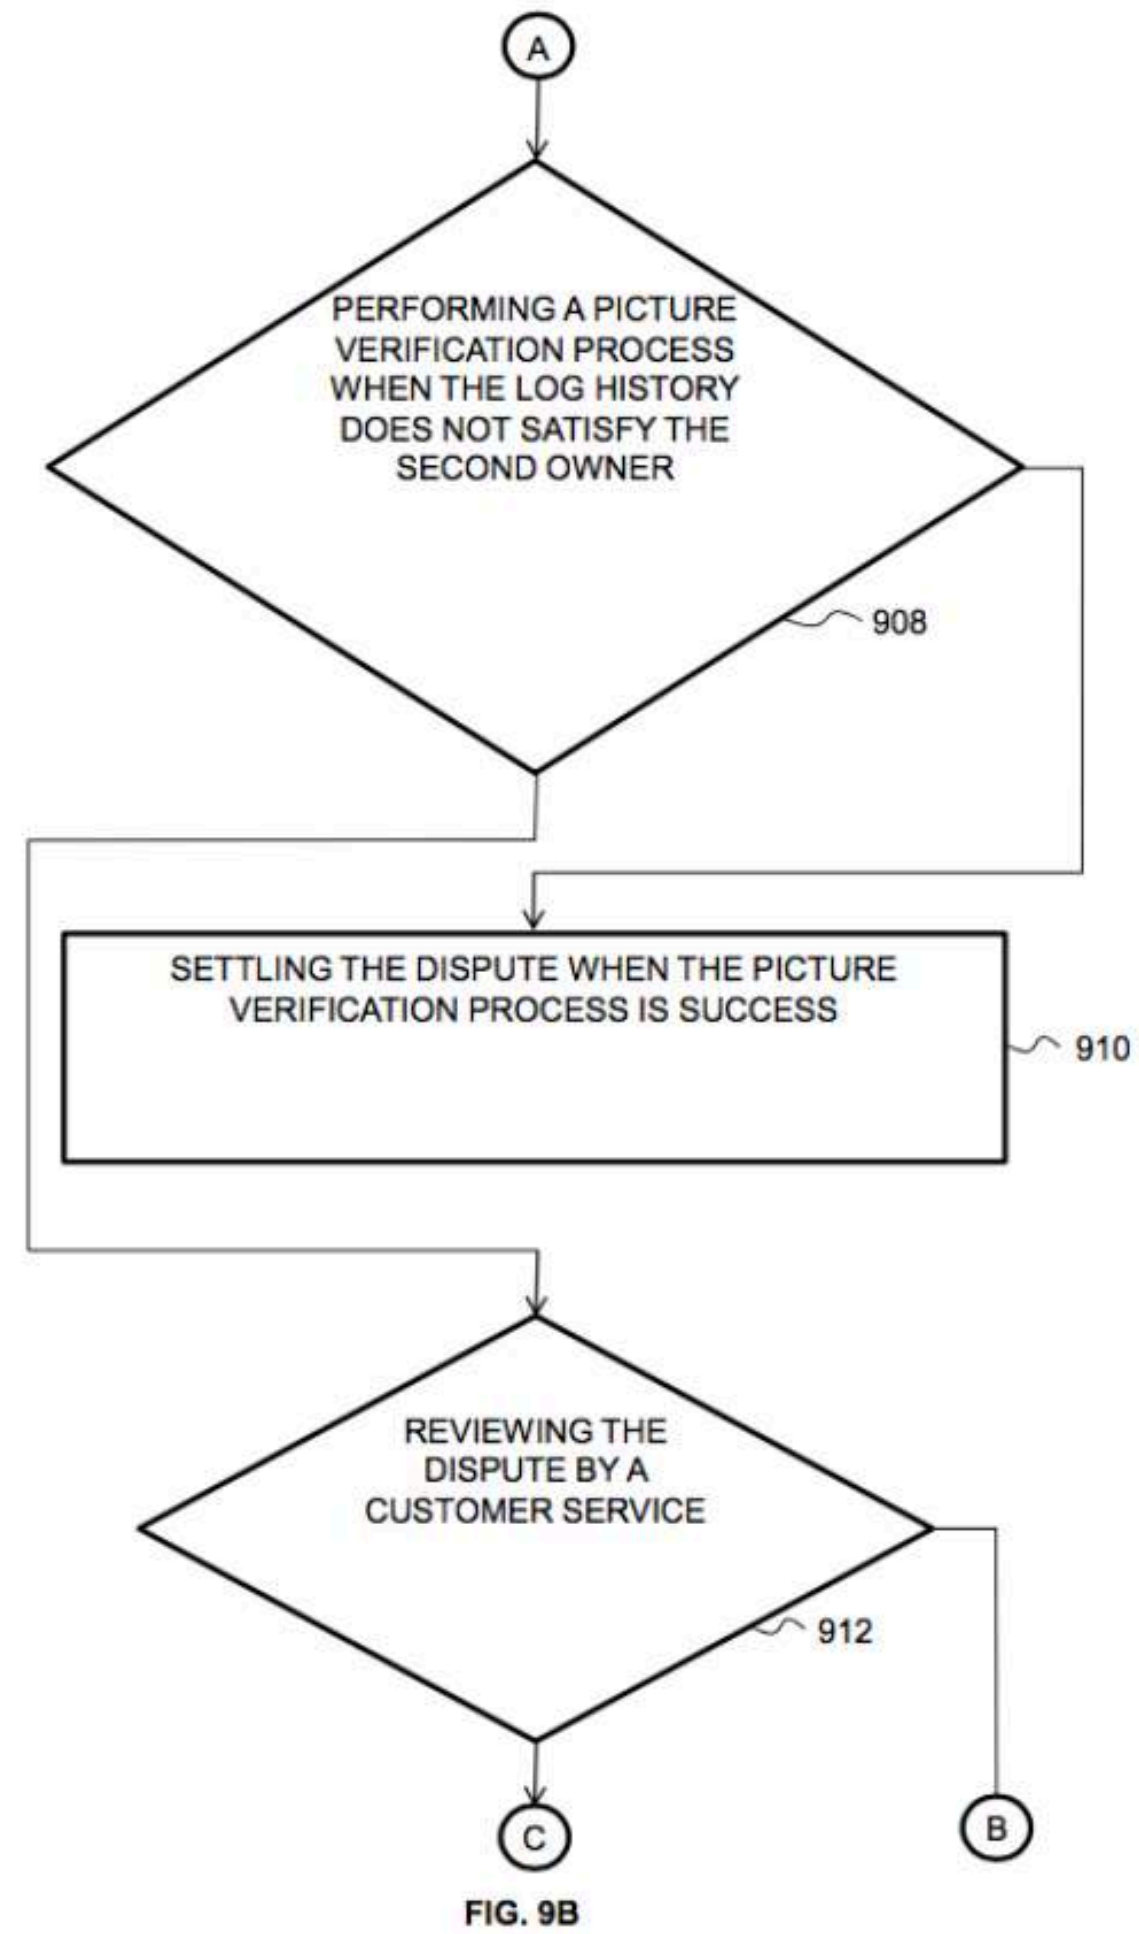 A
PERFORMING A PICTURE
VERIFICATION PROCESS
WHEN THE LOG HISTORY
DOES NOT SATISFY THE
SECOND OWNER
908
SETTLING THE DISPUTE WHEN THE PICTURE
VERIFICATION PROCESS IS SUCCESS
910
REVIEWING THE
DISPUTE BY A
CUSTOMER SERVICE
912
C
B
FIG. 9B